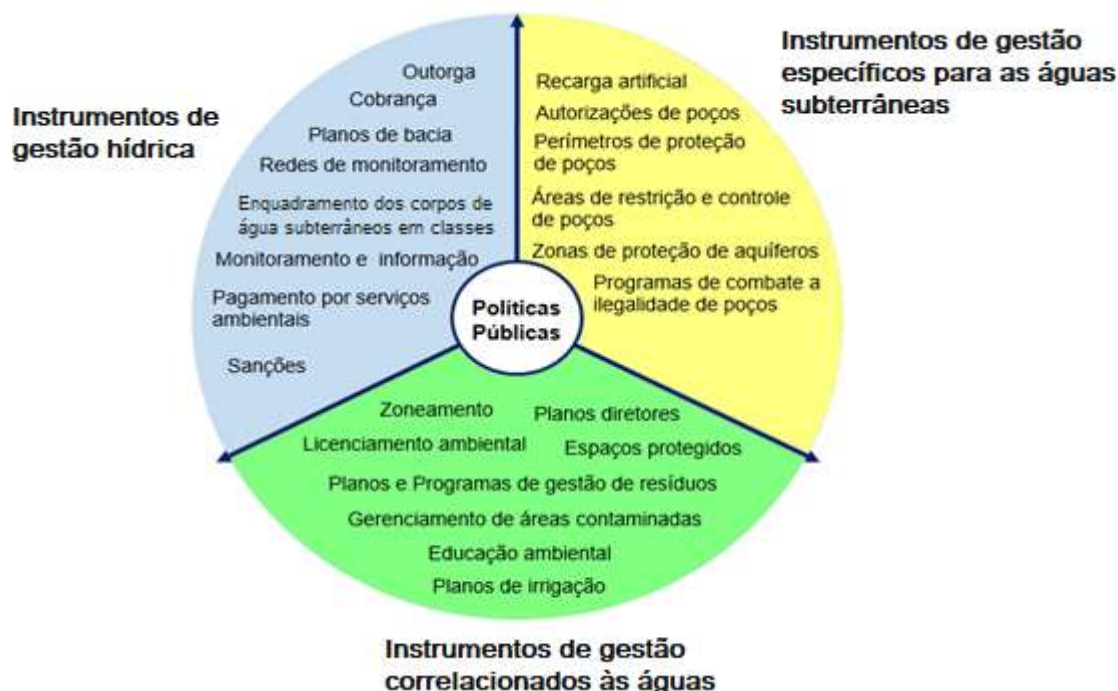 Instrumentos de
gestão hídrica
Outorga
Cobrança
Planos de bacia
Redes de monitoramento
Enquadramento dos corpos de
água subterrâneos em classes
Monitoramento e informação
Pagamento por serviços
ambientais
Sanções
Instrumentos de gestão
específicos para as águas
subterrâneas
Recarga artificial
Autorizações de poços
Perímetros de proteção
de poços
Áreas de restrição e controle
de poços
Zonas de proteção de aquíferos
Programas de combate a
ilegalidade de poços
Políticas
Públicas
Zoneamento
Planos diretores
Licenciamento ambiental
Espaços protegidos
Planos e Programas de gestão de resíduos
Gerenciamento de áreas contaminadas
Educação ambiental
Planos de irrigação
Instrumentos de gestão
correlacionados às águas